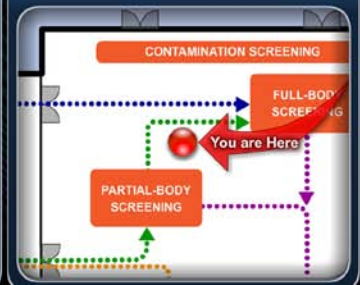 CONTAMINATION SCREENING
FULL-BODY
SCREENING
You are Here
PARTIAL-BODY
SCREENING